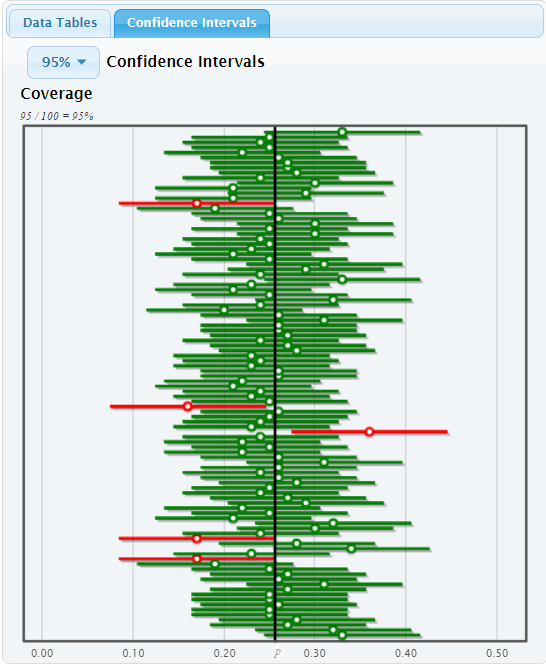 Data Tables
Confidence Intervals
95% Confidence Intervals
Coverage
95 / 100 = 95%
0.00 0.10 0.20 P 0.30 0.40 0.50